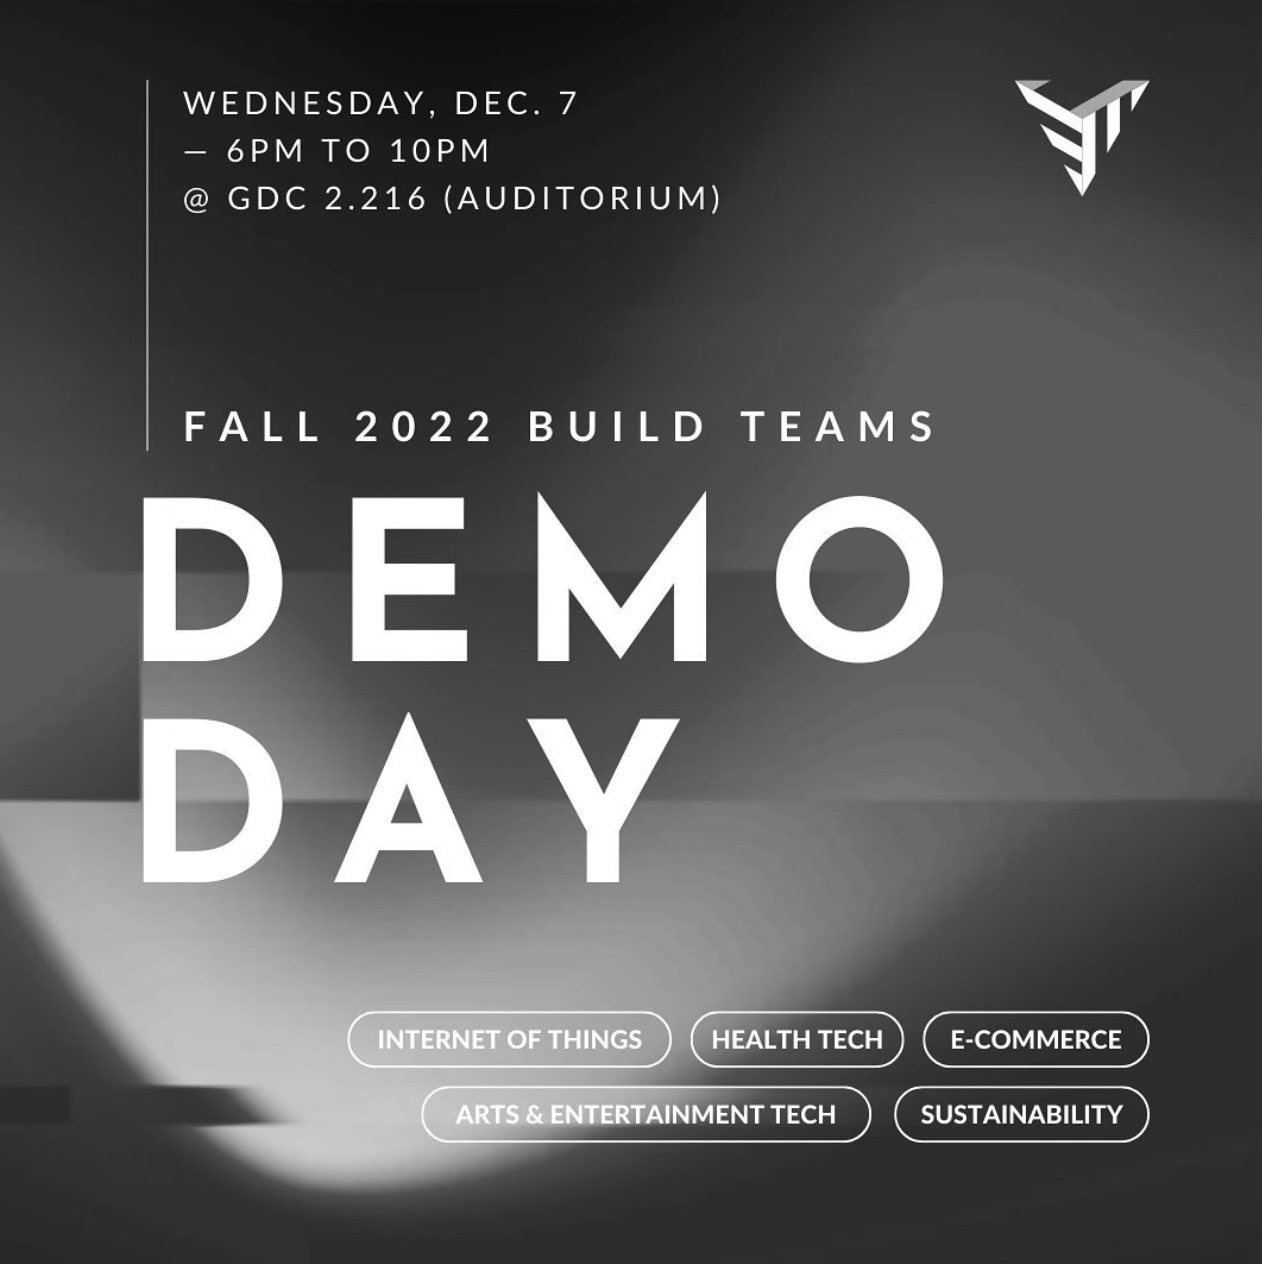 WEDNESDAY, DEC. 7
— 6PM TO 10PM
@ GDC 2.216 (AUDITORIUM)
FALL 2022 BUILD TEAMS
DEMO
DAY
INTERNET OF THINGS
HEALTH TECH
E-COMMERCE
ARTS & ENTERTAINMENT TECH
SUSTAINABILITY